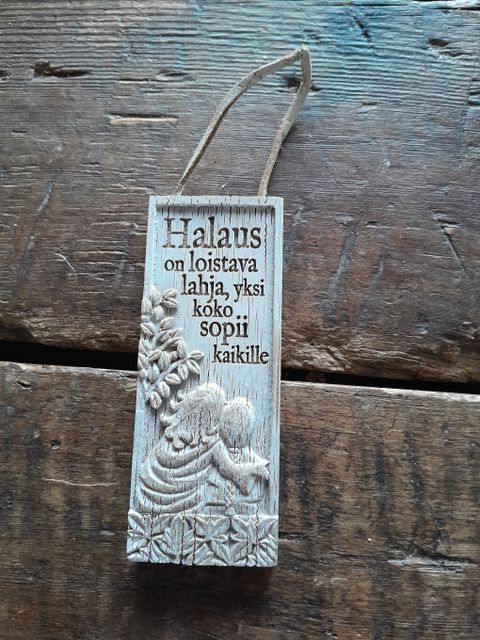 Halaus
on loistava
lahja, yksi
koko
sopii
kaikille